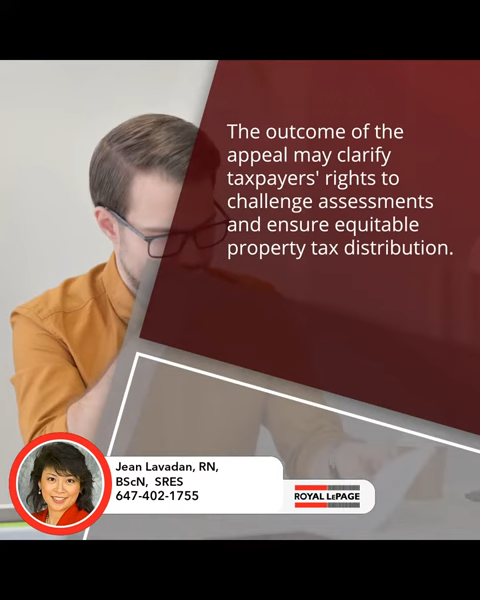 The outcome of the
appeal may clarify
taxpayers' rights to
challenge assessments
and ensure equitable
property tax distribution.
Jean Lavadan, RN,
BScN, SRES
647-402-1755
ROYAL LEPAGE